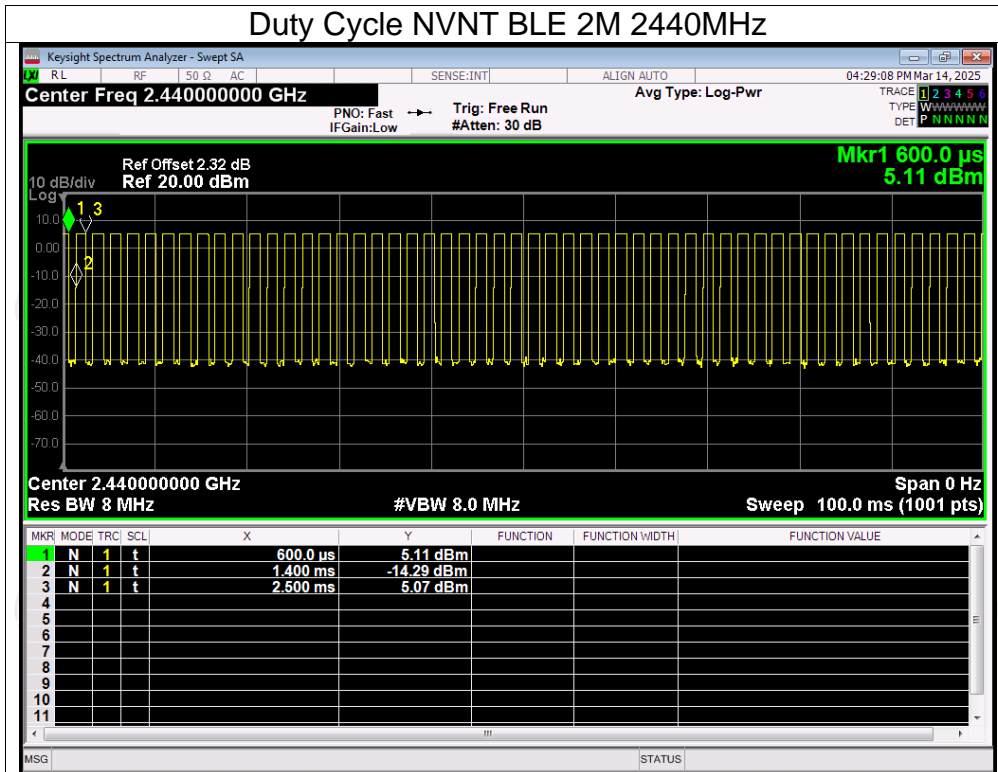 Duty Cycle NVNT BLE 2M 2440MHz
Keysight Spectrum Analyzer - Swept SA
LXI RL RF 50 Ω AC SENSE:INT ALIGN AUTO 04:29:08 PM Mar 14, 2025
Center Freq 2.440000000 GHz Avg Type: Log-Pwr TRACE 1 2 3 4 5 6
PNO: Fast Trig: Free Run TYPE WWWWWW
IFGain:Low #Atten: 30 dB DET P N N N N N
Mkr1 600.0 µs
Ref Offset 2.32 dB
10 dB/div Ref 20.00 dBm 5.11 dBm
Log
1 3
10.0
0.00
2
-10.0
-20.0
-30.0
-40.0
-50.0
-60.0
-70.0
Center 2.440000000 GHz Span 0 Hz
Res BW 8 MHz #VBW 8.0 MHz Sweep 100.0 ms (1001 pts)
MKR MODE TRC SCL X Y FUNCTION FUNCTION WIDTH FUNCTION VALUE
1 N 1 t 600.0 µs 5.11 dBm
2 N 1 t 1.400 ms -14.29 dBm
3 N 1 t 2.500 ms 5.07 dBm
4
5
6
7
8
9
10
11
MSG STATUS